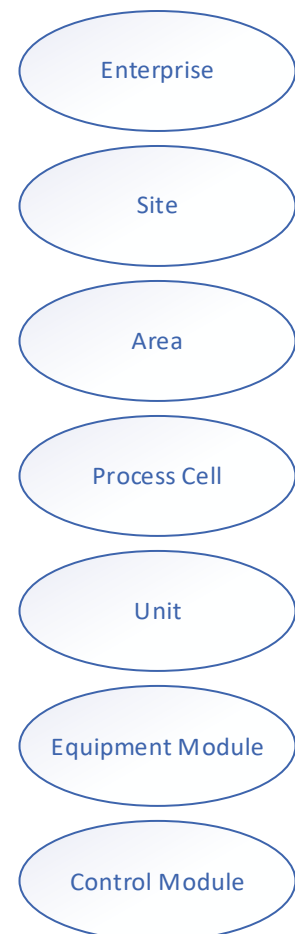 Enterprise
Site
Area
Process Cell
Unit
Equipment Module
Control Module